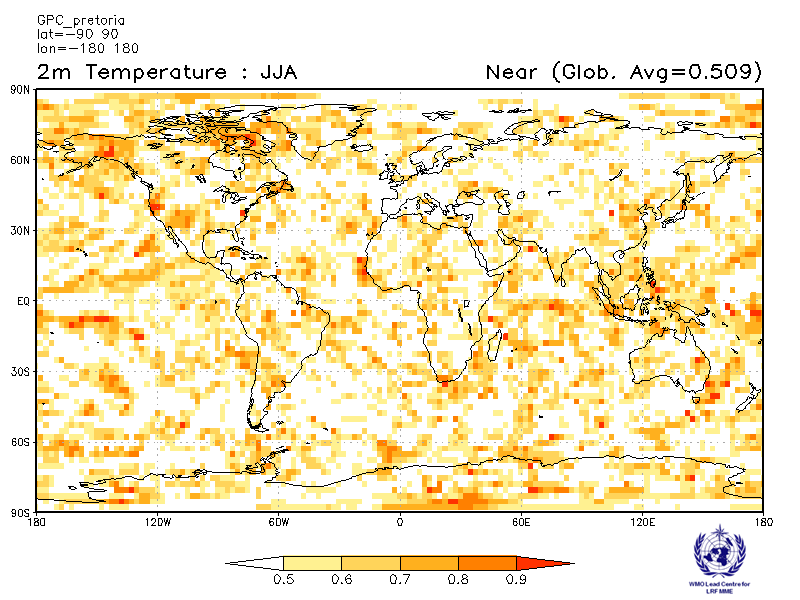 GPC_pretoria
lat=-90 90
lon=-180 180
2m Temperature : JJA
Near (Glob. Avg=0.509)
90N
60N
30N
EQ
30S
60S
90S
180 120W 60W 0 60E 120E 180
0.5 0.6 0.7 0.8 0.9
WMO Lead Centre for
LRF MME